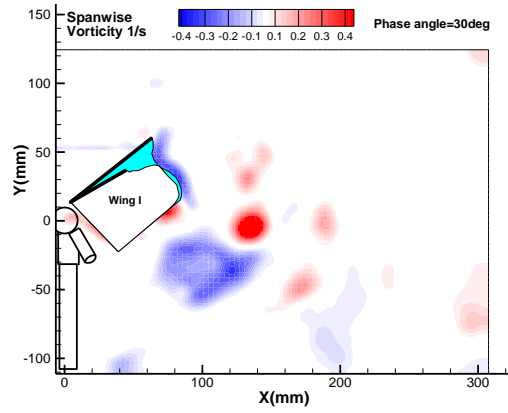 Spanwise
Vorticity 1/s
-0.4 -0.3 -0.2 -0.1 0.1 0.2 0.3 0.4
Phase angle=30deg
150
100
50
0
-50
-100
Y(mm)
Wing I
0 100 200 300
X(mm)